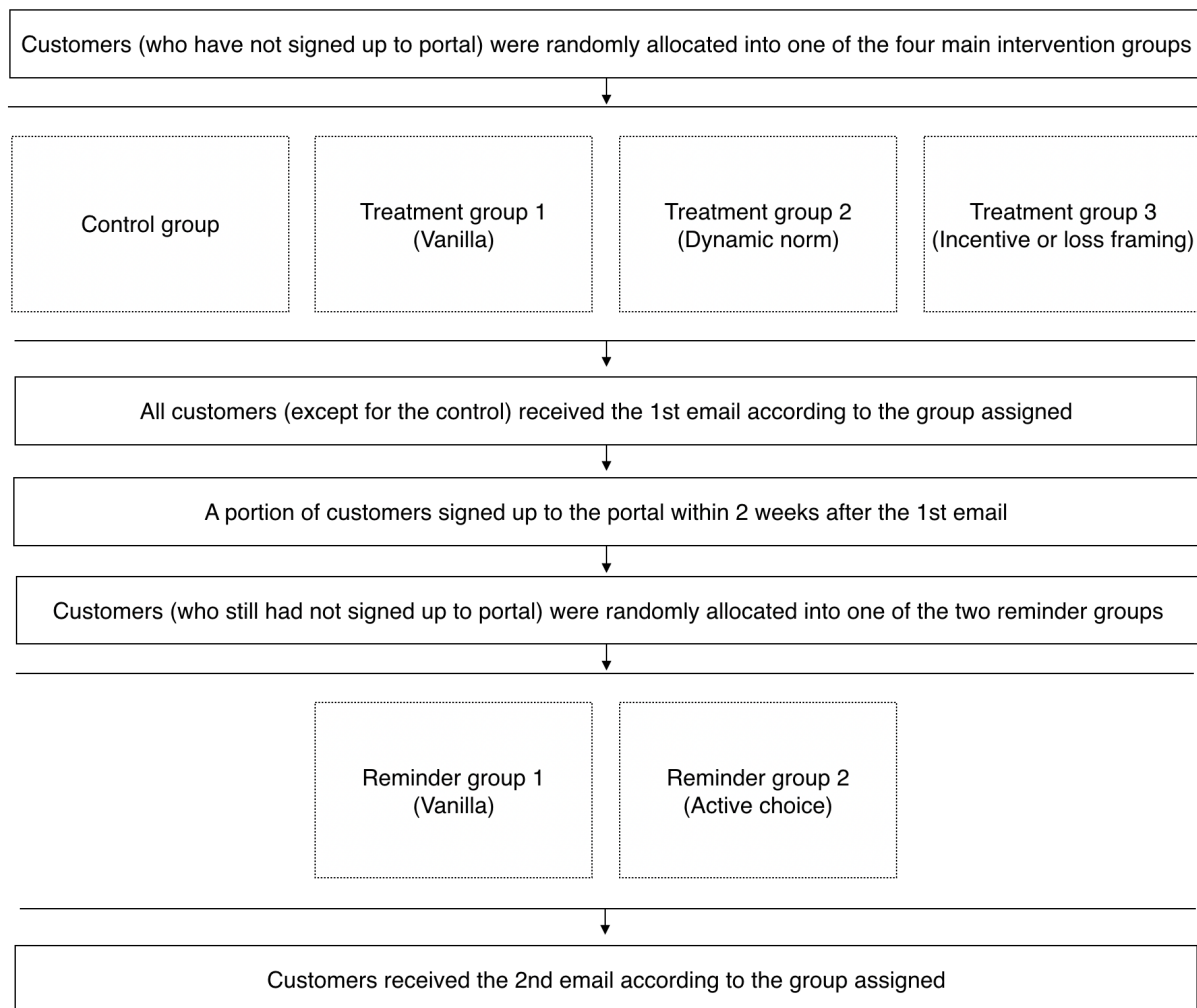 Customers (who have not signed up to portal) were randomly allocated into one of the four main intervention groups
Control group
Treatment group 1
(Vanilla)
Treatment group 2
(Dynamic norm)
Treatment group 3
(Incentive or loss framing)
All customers (except for the control) received the 1st email according to the group assigned
A portion of customers signed up to the portal within 2 weeks after the 1st email
Customers (who still had not signed up to portal) were randomly allocated into one of the two reminder groups
Reminder group 1
(Vanilla)
Reminder group 2
(Active choice)
Customers received the 2nd email according to the group assigned